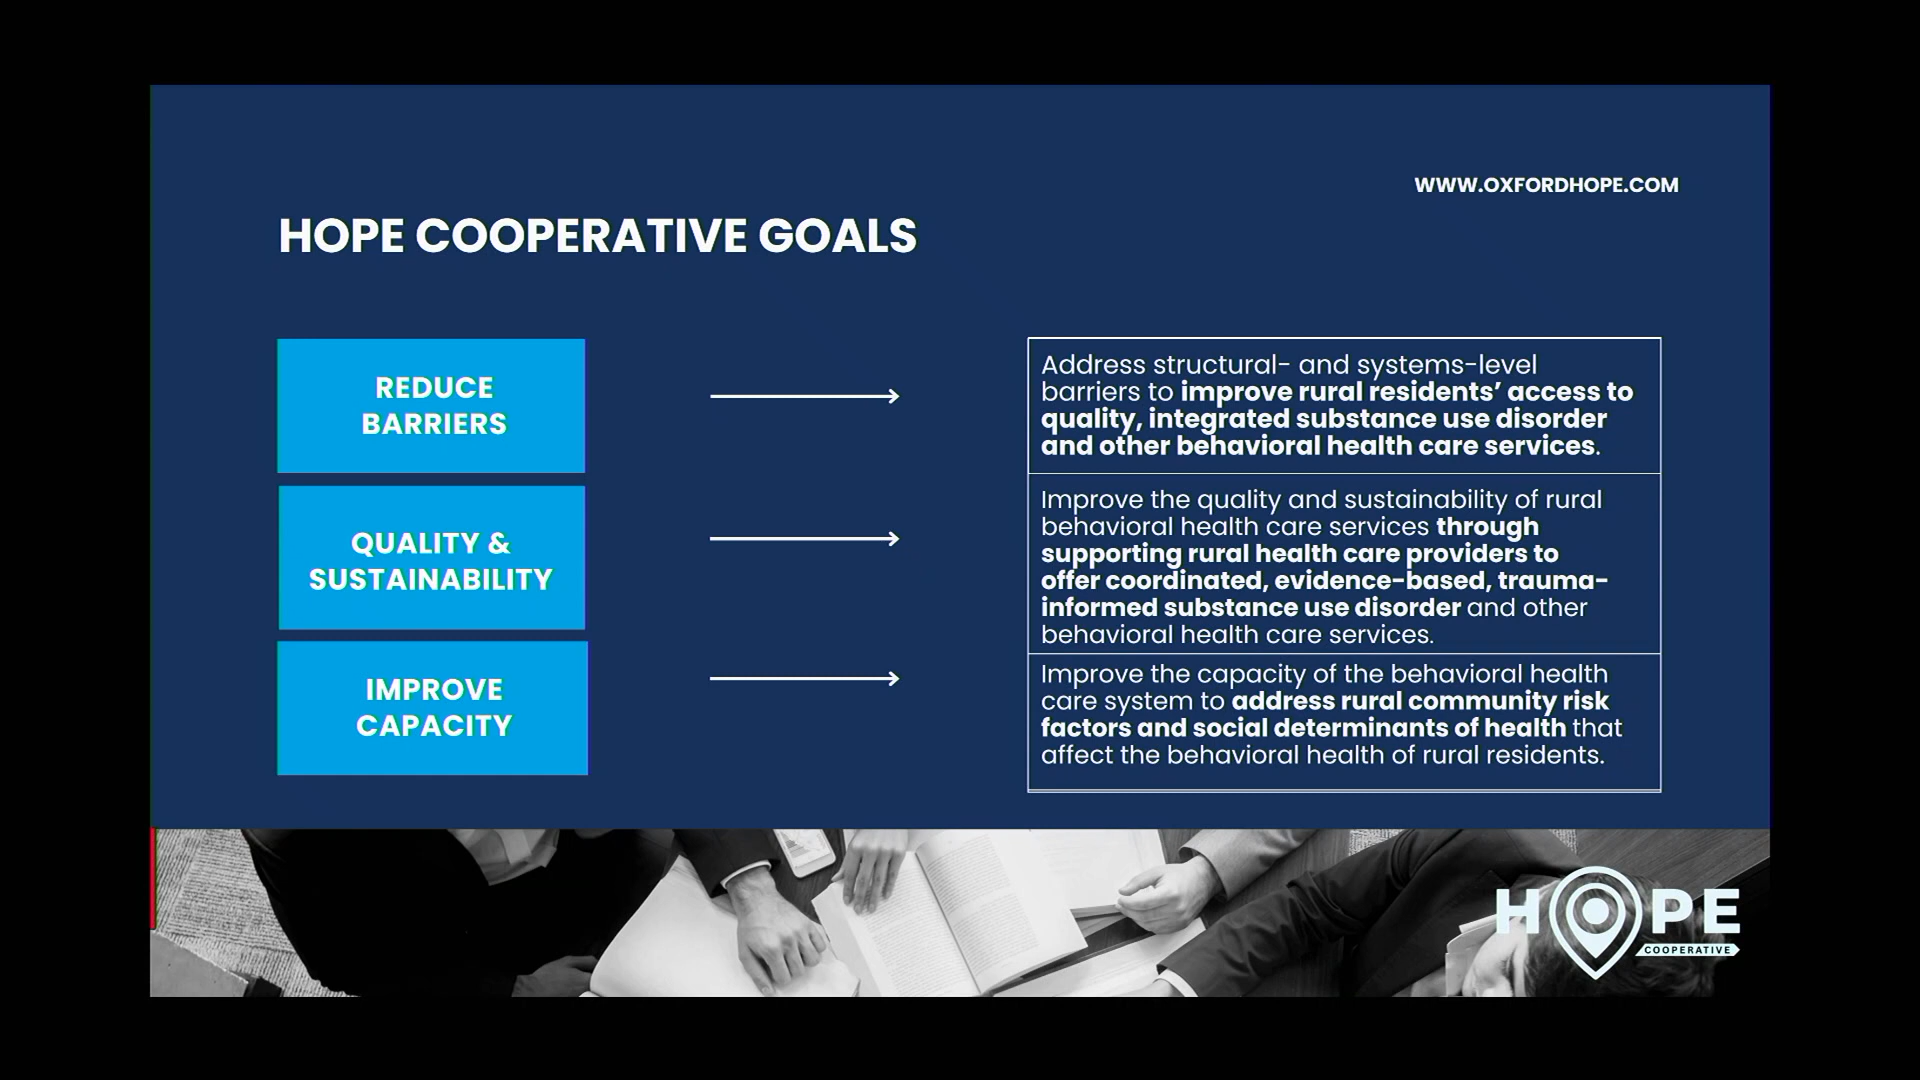 WWW.OXFORDHOPE.COM
HOPE COOPERATIVE GOALS
REDUCE
BARRIERS
Address structural- and systems-level
barriers to improve rural residents’ access to
quality, integrated substance use disorder
and other behavioral health care services.
QUALITY &
SUSTAINABILITY
Improve the quality and sustainability of rural
behavioral health care services through
supporting rural health care providers to
offer coordinated, evidence-based, trauma-
informed substance use disorder and other
behavioral health care services.
IMPROVE
CAPACITY
Improve the capacity of the behavioral health
care system to address rural community risk
factors and social determinants of health that
affect the behavioral health of rural residents.
HOPE
COOPERATIVE